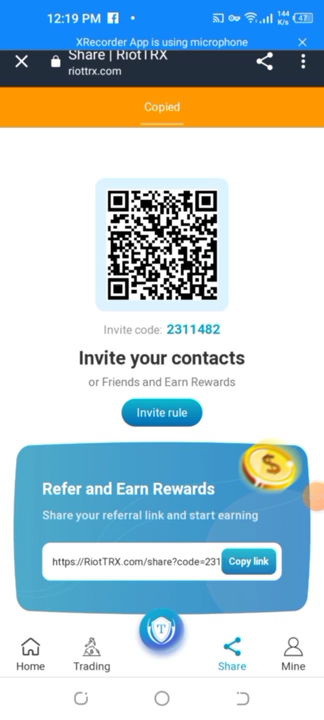 12:19 PM
144
K/s
47
XRecorder App is using microphone
Share | RiotTRX
riottrx.com
Copied
Invite code: 2311482
Invite your contacts
or Friends and Earn Rewards
Invite rule
Refer and Earn Rewards
Share your referral link and start earning
https://RiotTRX.com/share?code=231
Copy link
Home
Trading
Share
Mine